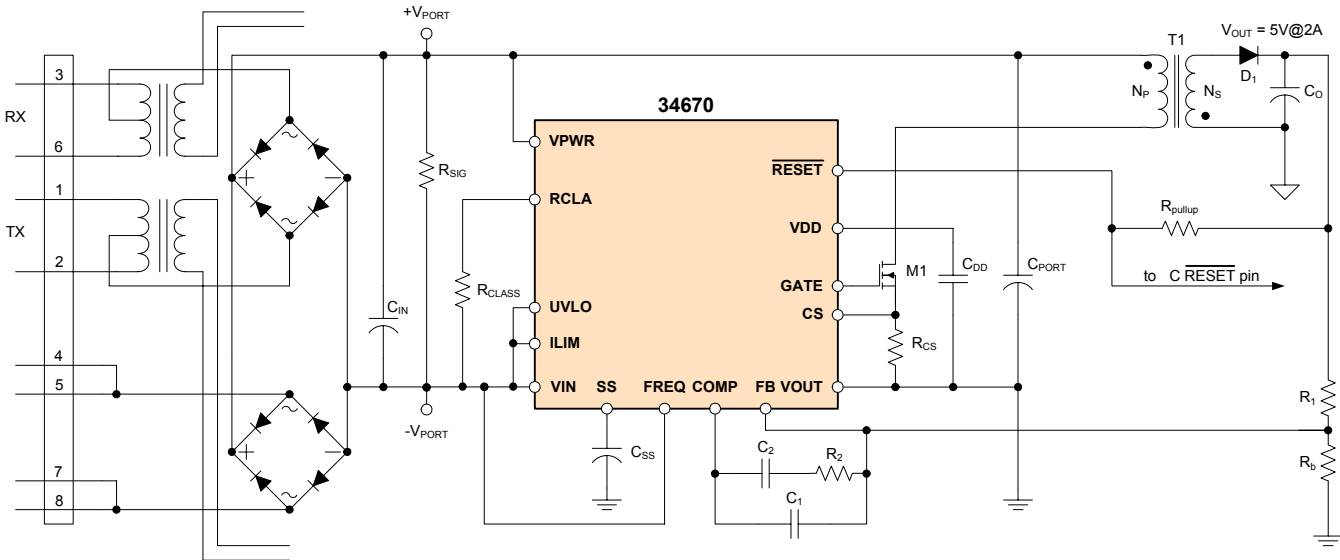 +VPORT
VOUT = 5V@2A
T1
3
RX
6
1
TX
2
4
5
7
8
+
~
~
+
~
~
CIN
RSIG
RCLASS
-VPORT
34670
VPWR
RCLA
UVLO
ILIM
VIN
SS
FREQ
COMP
FB
VOUT
RESET
VDD
GATE
CS
M1
CDD
CPORT
RCS
CSS
C2
R2
C1
NP
NS
D1
CO
Rpullup
to C RESET pin
R1
Rb